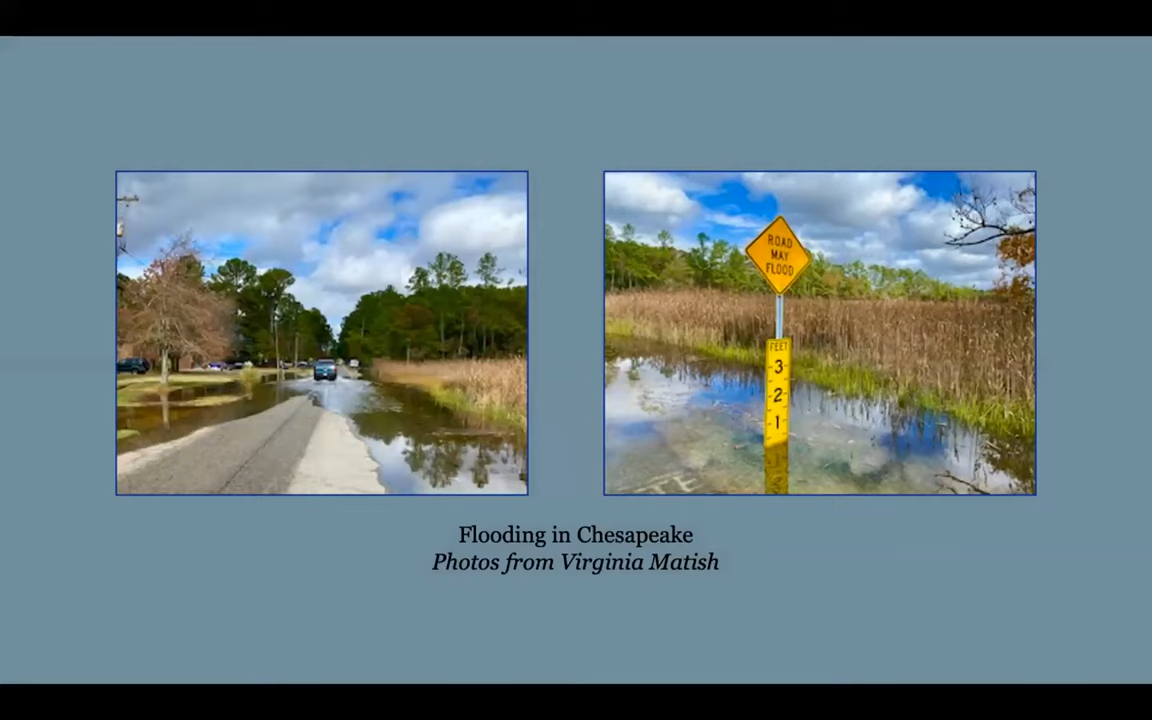 ROAD
MAY
FLOOD
FEET
3
2
1
Flooding in Chesapeake
Photos from Virginia Matish